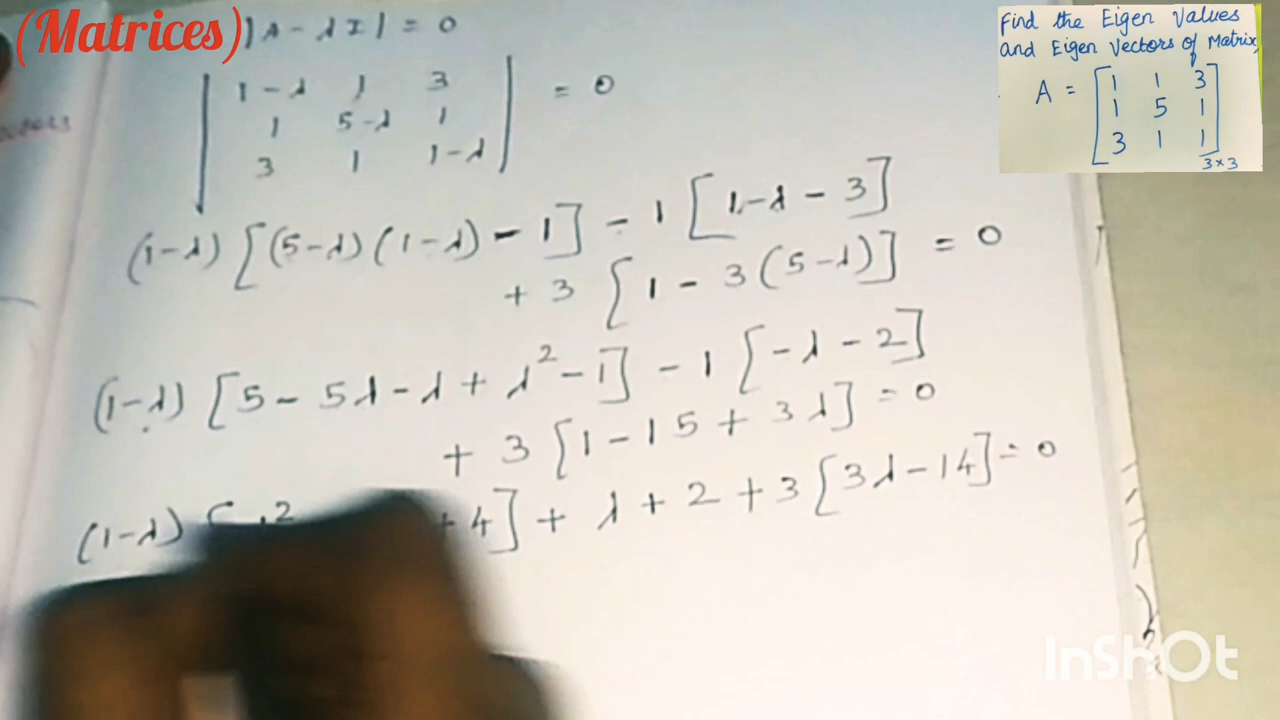 (Matrices) |A - λI| = 0
| 1-λ 1 3 |
| 1 5-λ 1 | = 0
| 3 1 1-λ |
(1-λ) [(5-λ)(1-λ) - 1] - 1 [1-λ - 3]
+ 3 [1 - 3(5-λ)] = 0
(1-λ) [5 - 5λ - λ + λ² - 1] - 1 [-λ - 2]
+ 3 [1 - 15 + 3λ] = 0
(1-λ) [λ² +4] + λ + 2 + 3 [3λ - 14] = 0
Find the Eigen Values
and Eigen Vectors of Matrix,
A = [1 1 3
1 5 1
3 1 1]
3×3
InShOt